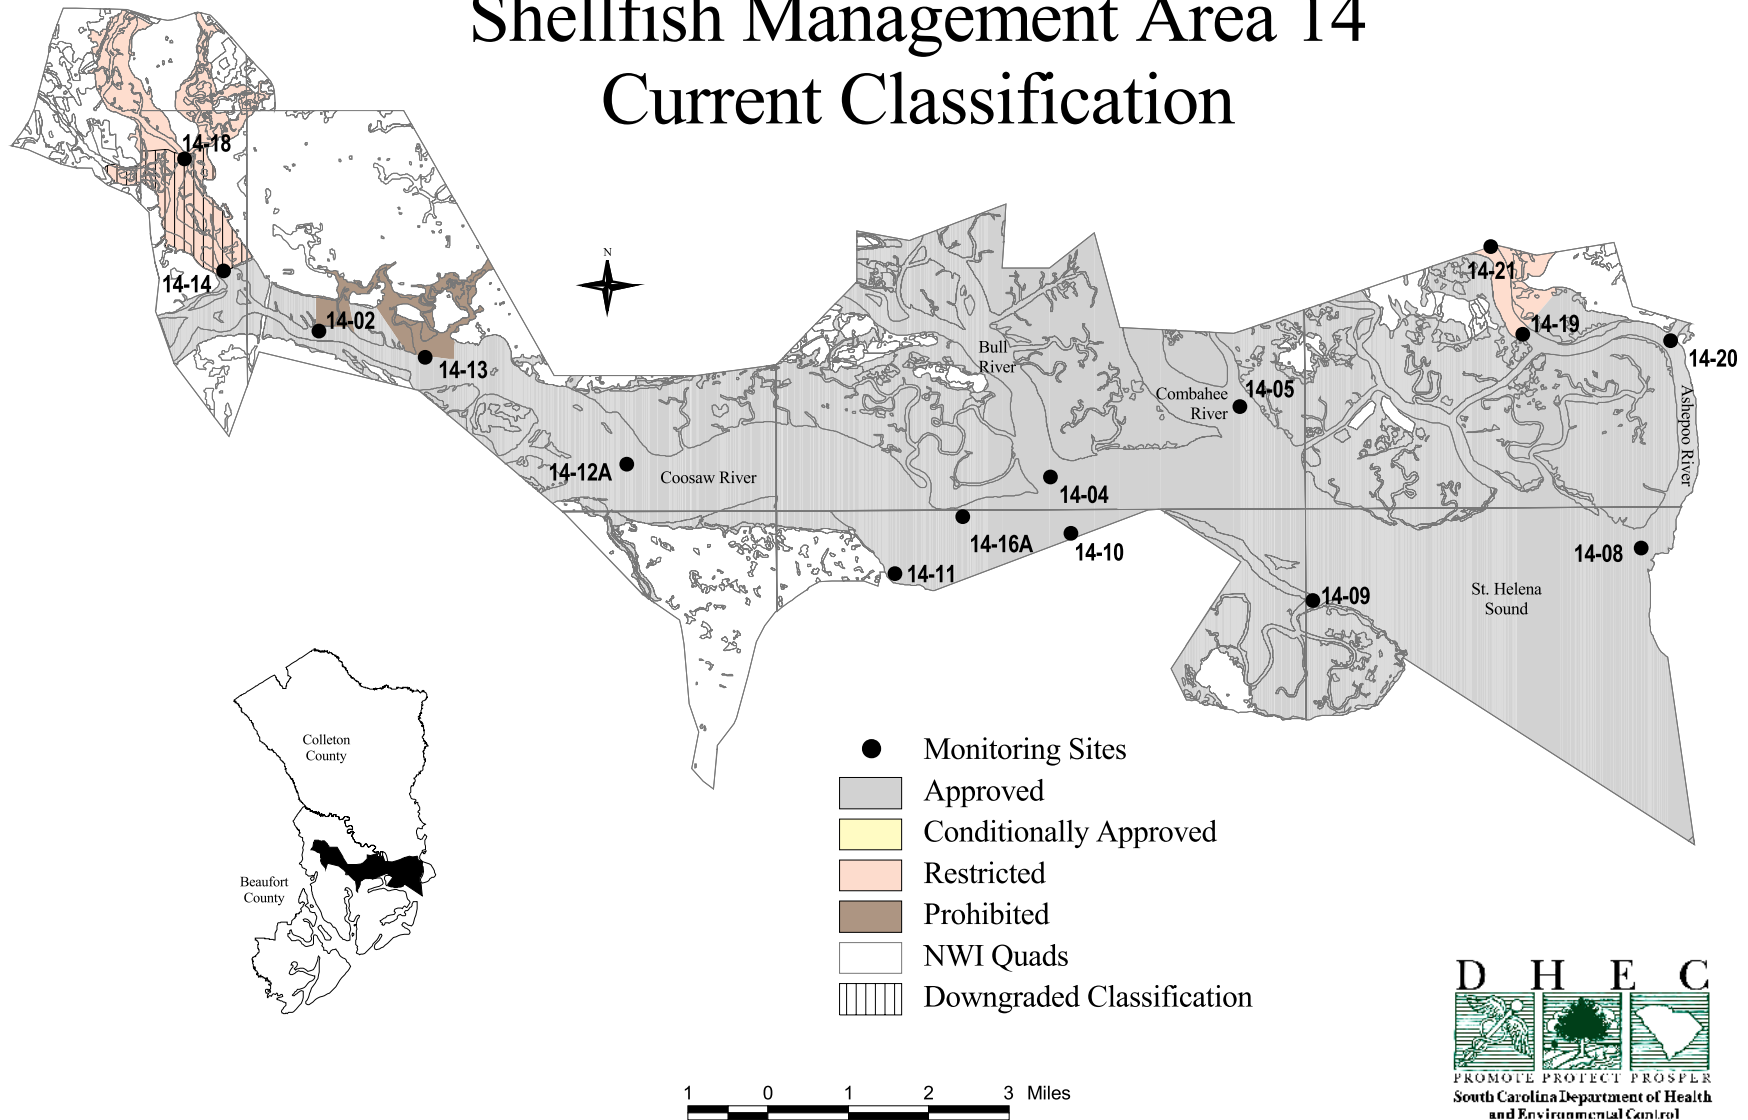 Shellfish Management Area 14
Current Classification
14-18
14-14
14-02
14-13
N
14-21
14-19
14-20
Bull
River
Combahee
River
14-05
Ashepoo River
14-12A
Coosaw River
14-04
14-16A
14-10
14-11
14-08
14-09
St. Helena
Sound
Colleton
County
Beaufort
County
Monitoring Sites
Approved
Conditionally Approved
Restricted
Prohibited
NWI Quads
Downgraded Classification
1 0 1 2 3 Miles
D H E C
PROMOTE PROTECT PROSPER
South Carolina Department of Health
and Environmental Control